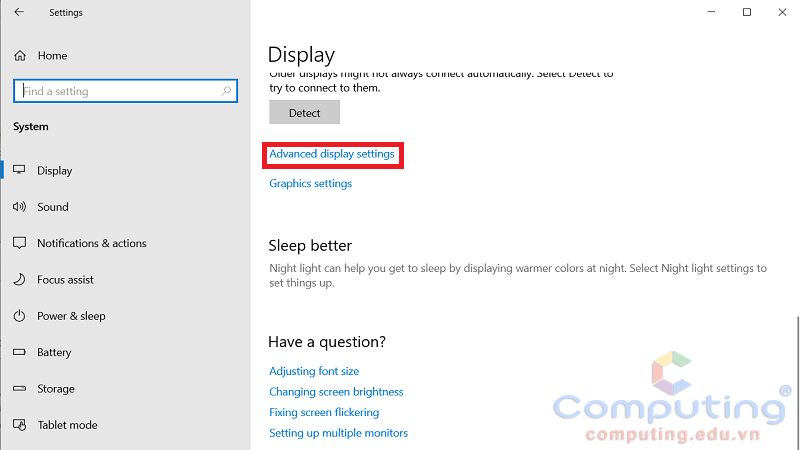 Settings
Home
Find a setting
System
Display
Sound
Notifications & actions
Focus assist
Power & sleep
Battery
Storage
Tablet mode
Display
Older displays might not always connect automatically. Select Detect to
try to connect to them.
Detect
Advanced display settings
Graphics settings
Sleep better
Night light can help you get to sleep by displaying warmer colors at night. Select Night light settings to
set things up.
Have a question?
Adjusting font size
Changing screen brightness
Fixing screen flickering
Setting up multiple monitors
Computing®
computing.edu.vn